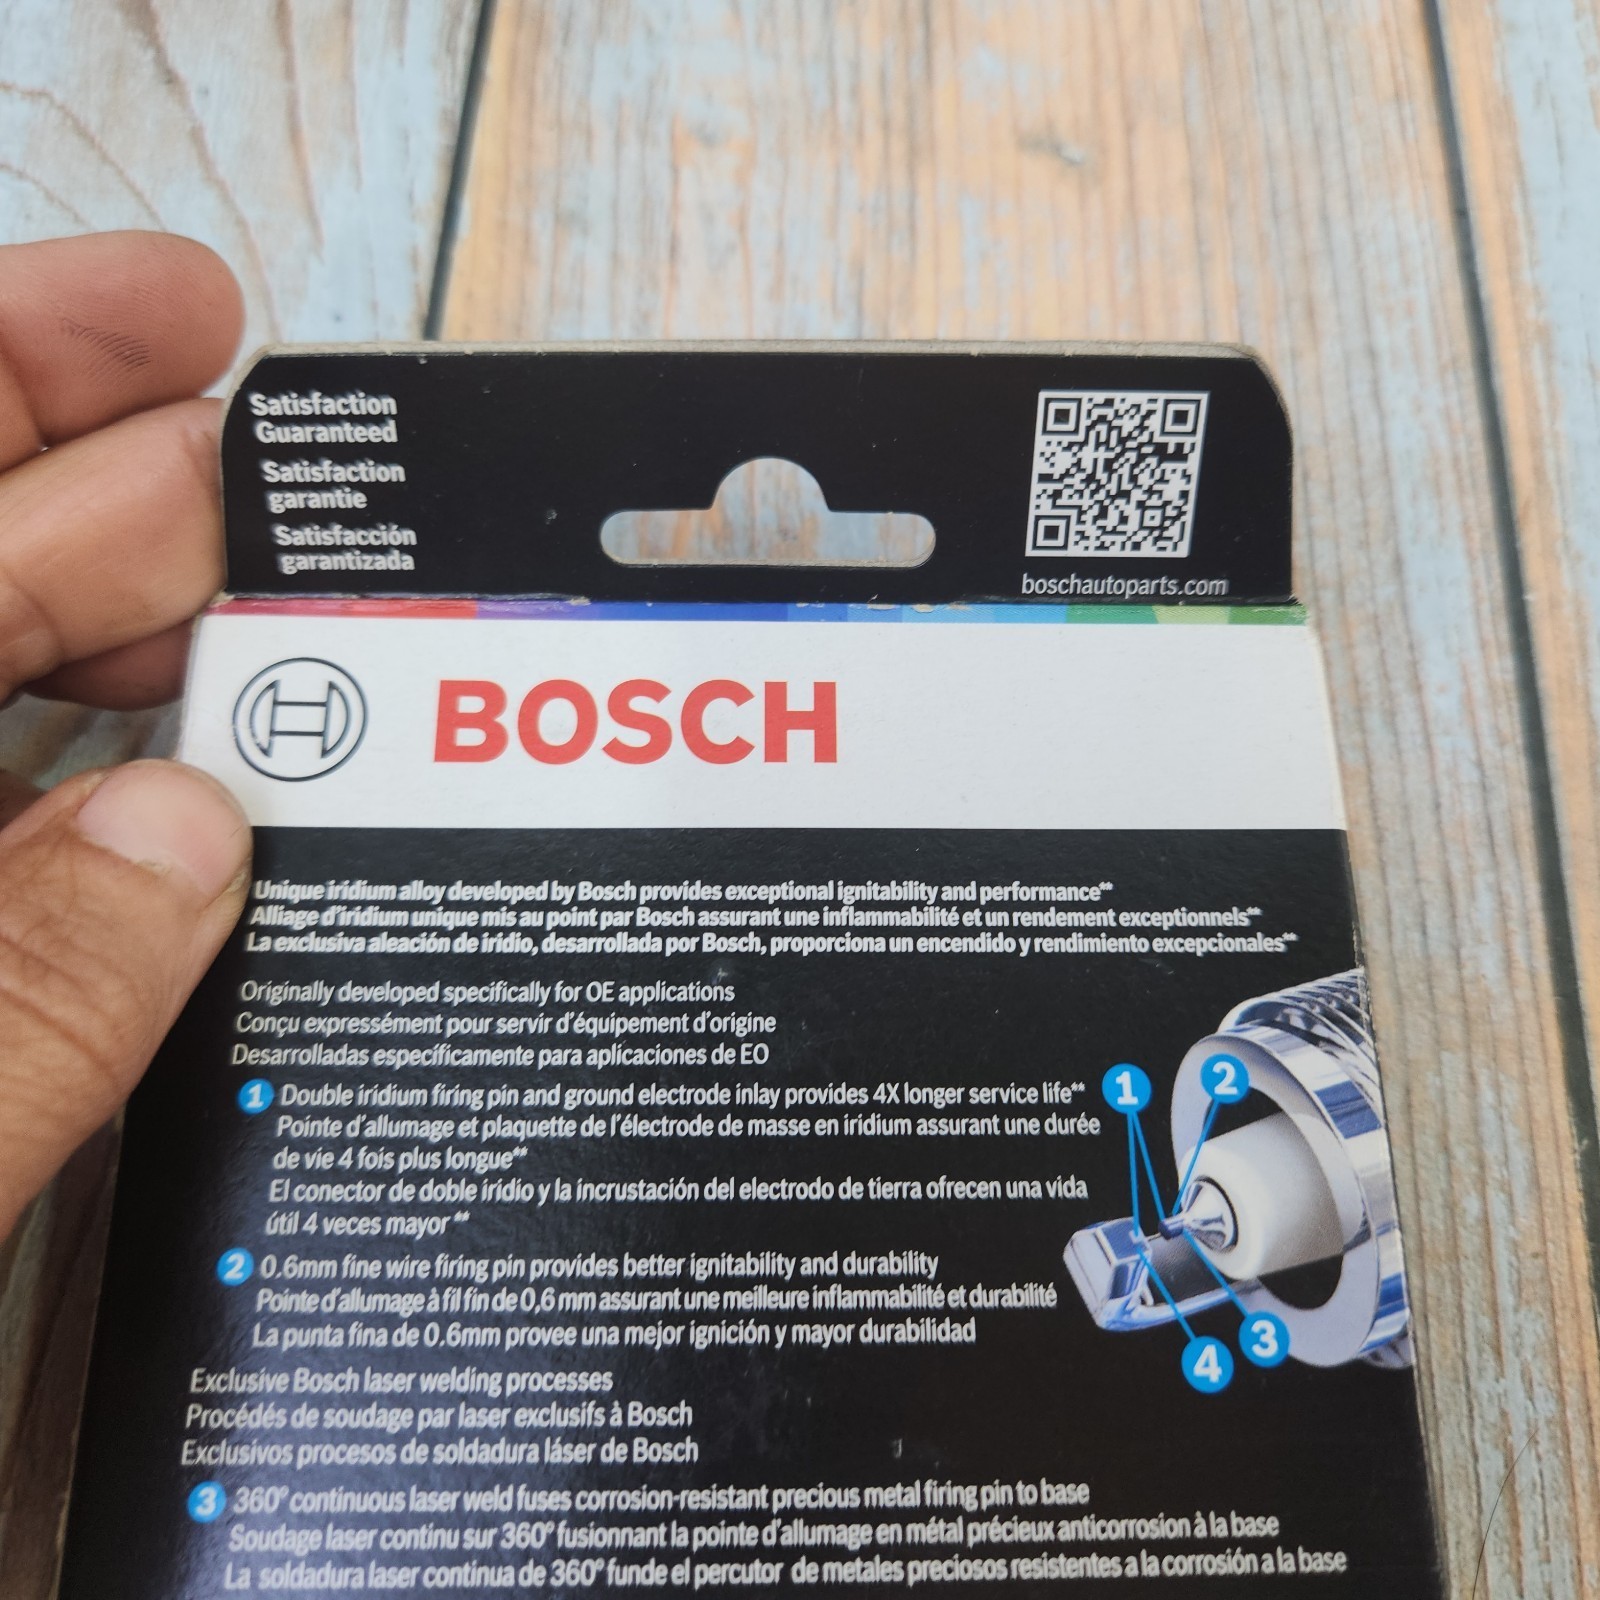 Satisfaction
Guaranteed
Satisfaction
garantie
Satisfacción
garantizada
boschautoparts.com
BOSCH
Unique iridium alloy developed by Bosch provides exceptional ignitability and performance**
Alliage d'iridium unique mis au point par Bosch assurant une inflammabilité et un rendement exceptionnels**
La exclusiva aleación de iridio, desarrollada por Bosch, proporciona un encendido y rendimiento excepcionales**
Originally developed specifically for OE applications
Conçu expressément pour servir d'équipement d'origine
Desarrolladas específicamente para aplicaciones de EO
1 Double iridium firing pin and ground electrode inlay provides 4X longer service life**
Pointe d'allumage et plaquette de l'électrode de masse en iridium assurant une durée
de vie 4 fois plus longue**
El conector de doble iridio y la incrustación del electrodo de tierra ofrecen una vida
útil 4 veces mayor **
2 0.6mm fine wire firing pin provides better ignitability and durability
Pointe d'allumage à fil fin de 0,6 mm assurant une meilleure inflammabilité et durabilité
La punta fina de 0.6mm provee una mejor ignición y mayor durabilidad
Exclusive Bosch laser welding processes
Procédés de soudage par laser exclusifs à Bosch
Exclusivos procesos de soldadura láser de Bosch
3 360° continuous laser weld fuses corrosion-resistant precious metal firing pin to base
Soudage laser continu sur 360° fusionnant la pointe d'allumage en métal précieux anticorrosion à la base
La soldadura laser continua de 360° funde el percutor de metales preciosos resistentes a la corrosión a la base
1
2
3
4